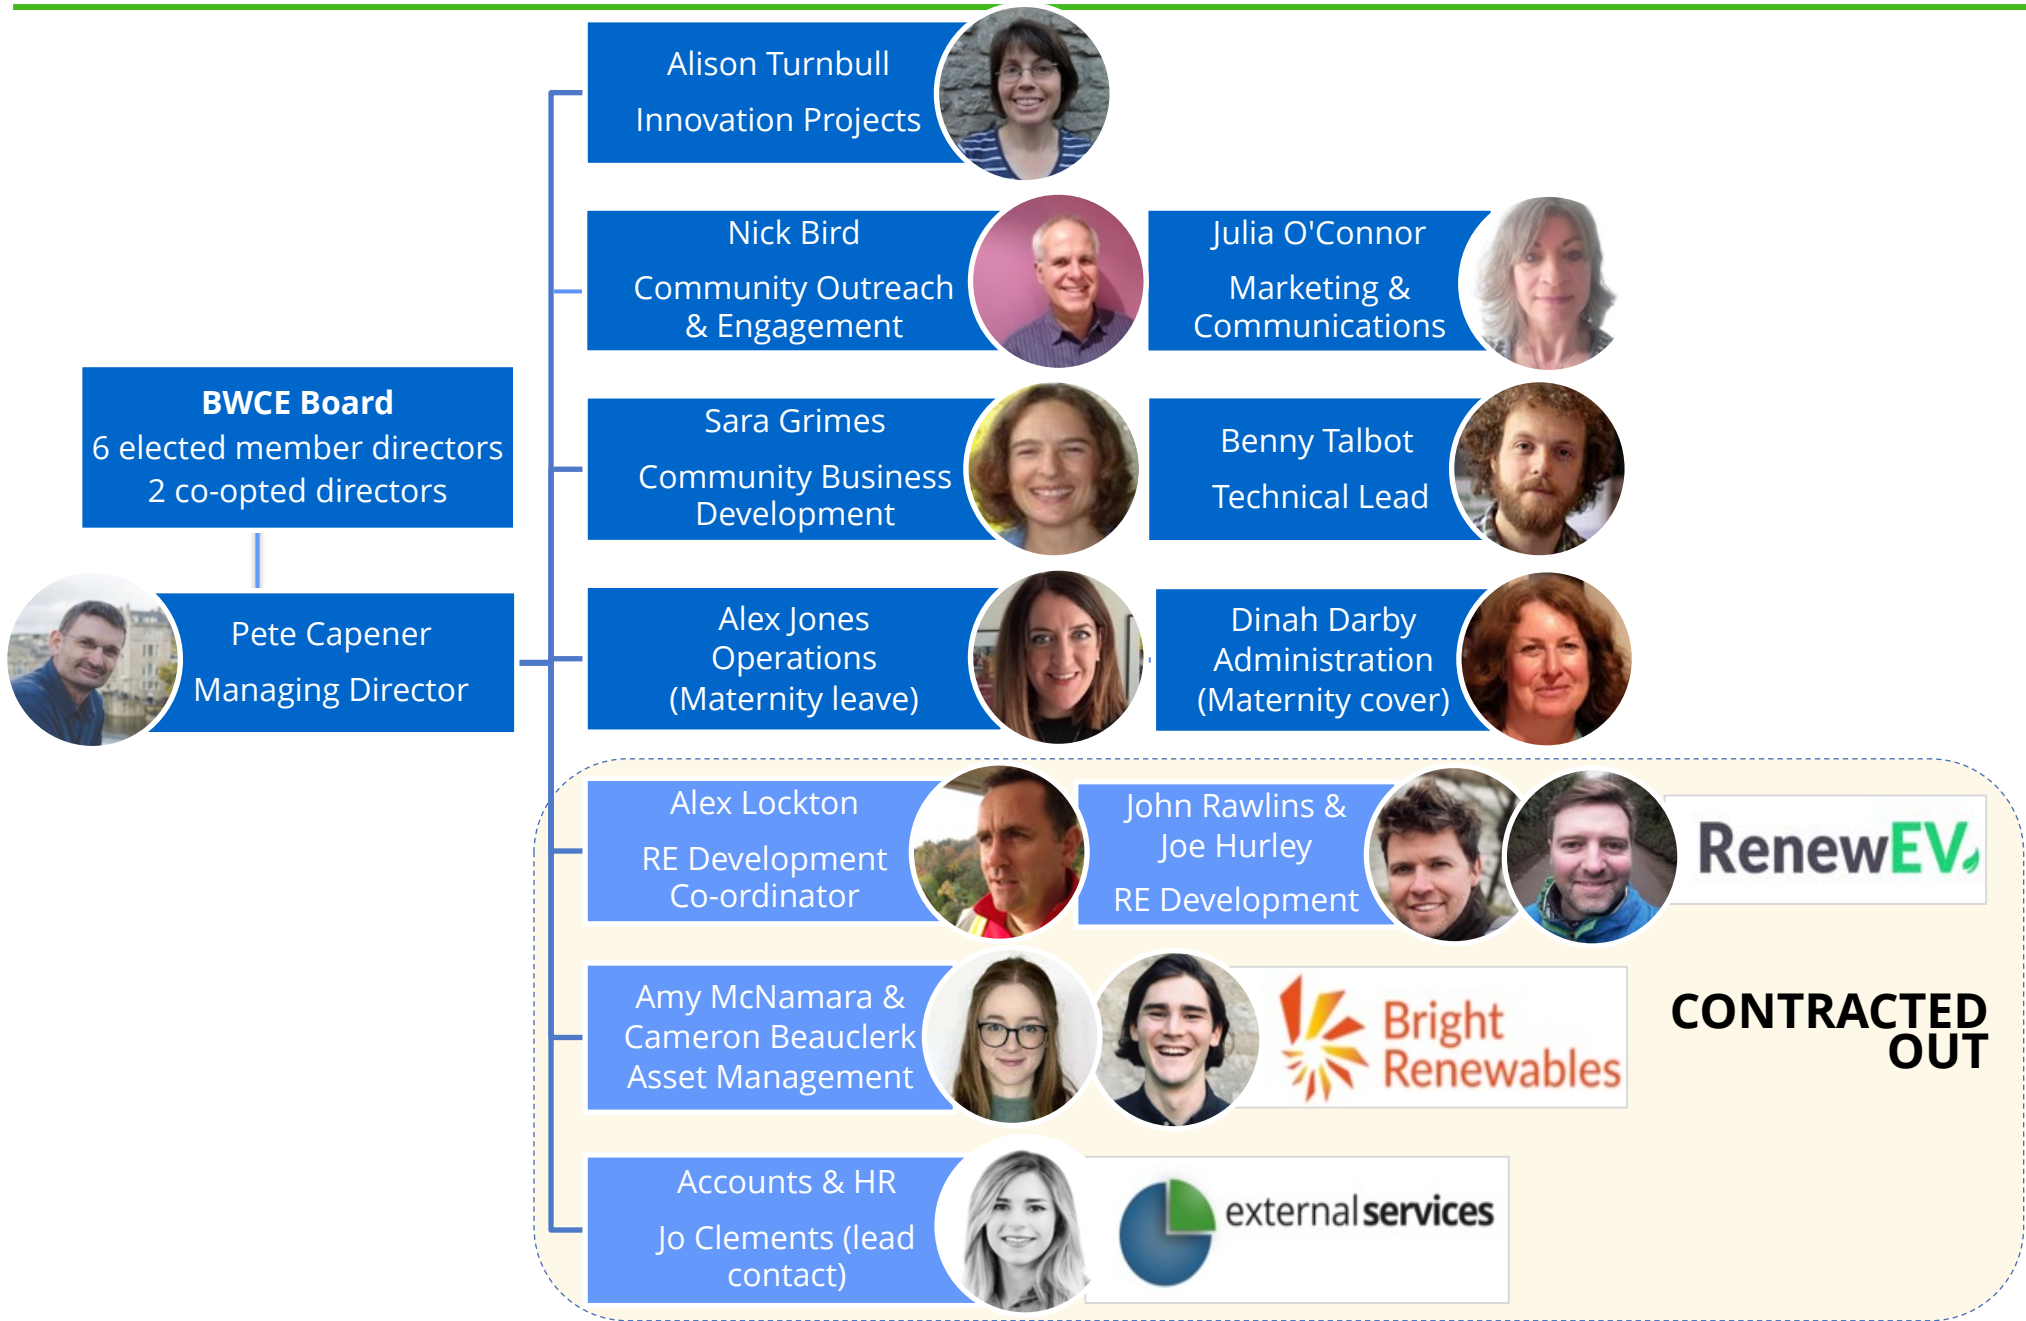 Alison Turnbull
Innovation Projects
Nick Bird
Community Outreach
& Engagement
Julia O'Connor
Marketing &
Communications
BWCE Board
6 elected member directors
2 co-opted directors
Sara Grimes
Community Business
Development
Benny Talbot
Technical Lead
Pete Capener
Managing Director
Alex Jones
Operations
(Maternity leave)
Dinah Darby
Administration
(Maternity cover)
Alex Lockton
RE Development
Co-ordinator
John Rawlins &
Joe Hurley
RE Development
RenewEV
Amy McNamara &
Cameron Beauclerk
Asset Management
Bright
Renewables
CONTRACTED
OUT
Accounts & HR
Jo Clements (lead
contact)
externalservices